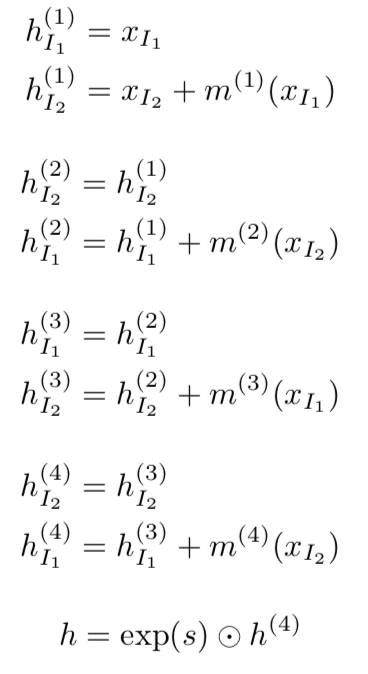 h_{I_1}^{(1)} = x_{I_1}
h_{I_2}^{(1)} = x_{I_2} + m^{(1)}(x_{I_1})
h_{I_2}^{(2)} = h_{I_2}^{(1)}
h_{I_1}^{(2)} = h_{I_1}^{(1)} + m^{(2)}(x_{I_2})
h_{I_1}^{(3)} = h_{I_1}^{(2)}
h_{I_2}^{(3)} = h_{I_2}^{(2)} + m^{(3)}(x_{I_1})
h_{I_2}^{(4)} = h_{I_2}^{(3)}
h_{I_1}^{(4)} = h_{I_1}^{(3)} + m^{(4)}(x_{I_2})
h = exp(s) ⊙ h^{(4)}